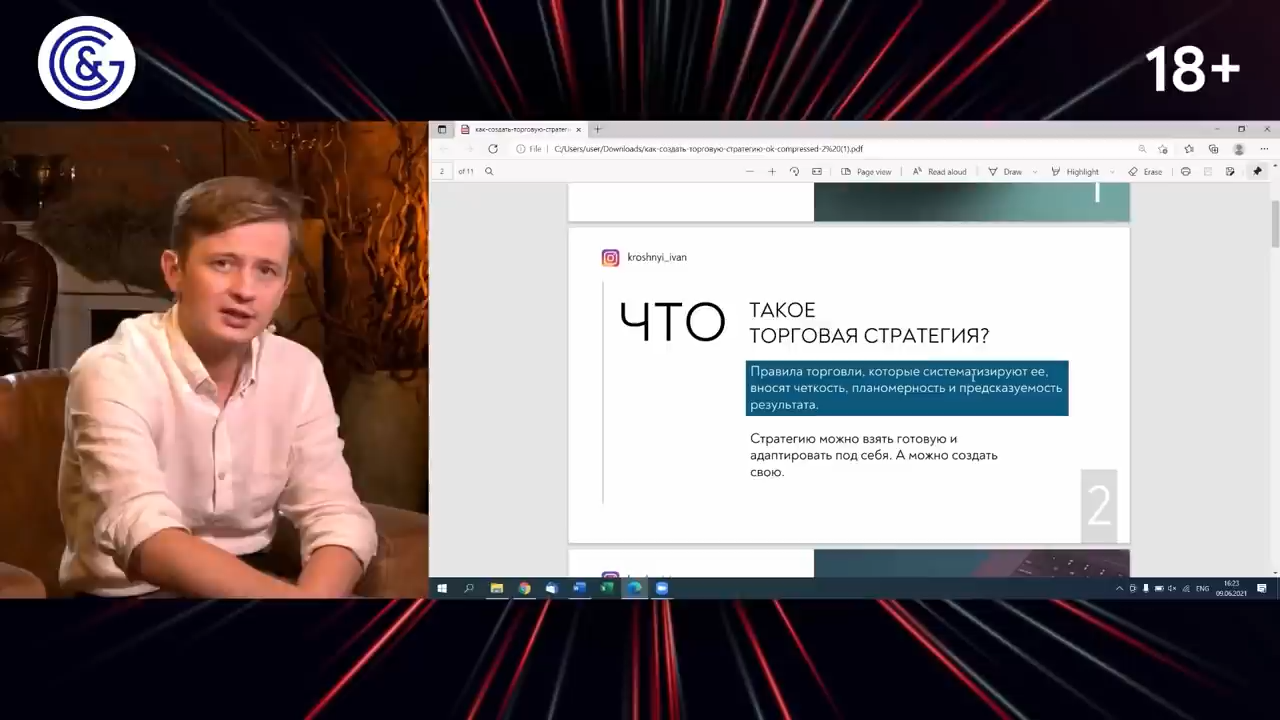 G&G
18+
как-создать-торговую-стратег
File
C:/Users/user/Downloads/как-создать-торговую-стратегию-ok-compressed-2%20(1).pdf
2 of 11
Page view
Read aloud
Draw
Highlight
Erase
1
kroshnyi_ivan
ЧТО
ТАКОЕ
ТОРГОВАЯ СТРАТЕГИЯ?
Правила торговли, которые систематизируют ее,
вносят четкость, планомерность и предсказуемость
результата.
Стратегию можно взять готовую и
адаптировать под себя. А можно создать
свою.
2
ENG
16:23
09.06.2021